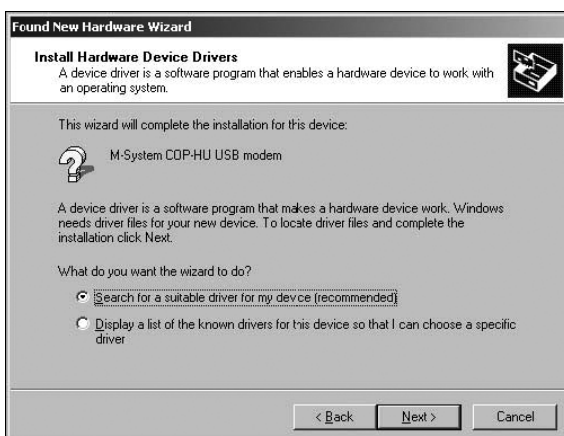 Found New Hardware Wizard
Install Hardware Device Drivers
A device driver is a software program that enables a hardware device to work with
an operating system.
This wizard will complete the installation for this device:
M-System COP-HU USB modem
A device driver is a software program that makes a hardware device work. Windows
needs driver files for your new device. To locate driver files and complete the
installation click Next.
What do you want the wizard to do?
Search for a suitable driver for my device (recommended)
Display a list of the known drivers for this device so that I can choose a specific
driver
< Back
Next >
Cancel